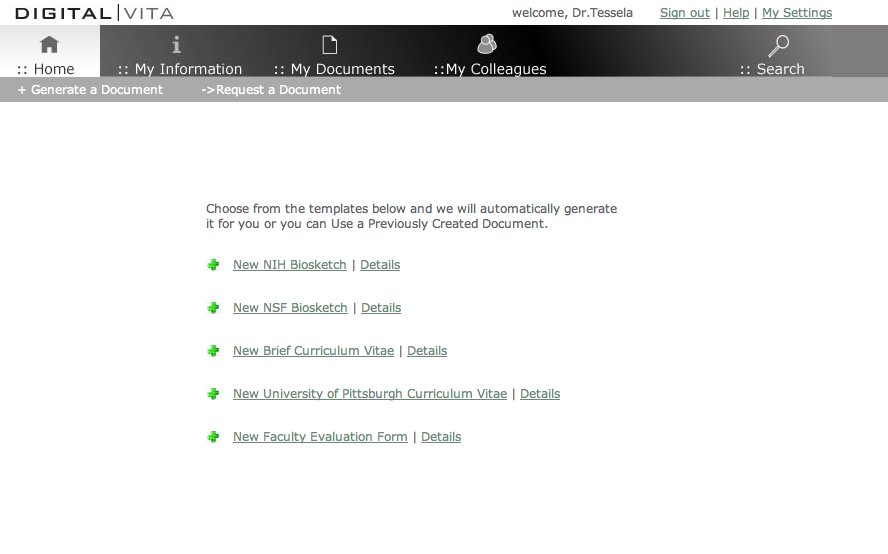 DIGITAL|VITA
welcome, Dr.Tessela Sign out | Help | My Settings
:: Home :: My Information :: My Documents ::My Colleagues :: Search
+ Generate a Document ->Request a Document
Choose from the templates below and we will automatically generate
it for you or you can Use a Previously Created Document.
New NIH Biosketch | Details
New NSF Biosketch | Details
New Brief Curriculum Vitae | Details
New University of Pittsburgh Curriculum Vitae | Details
New Faculty Evaluation Form | Details